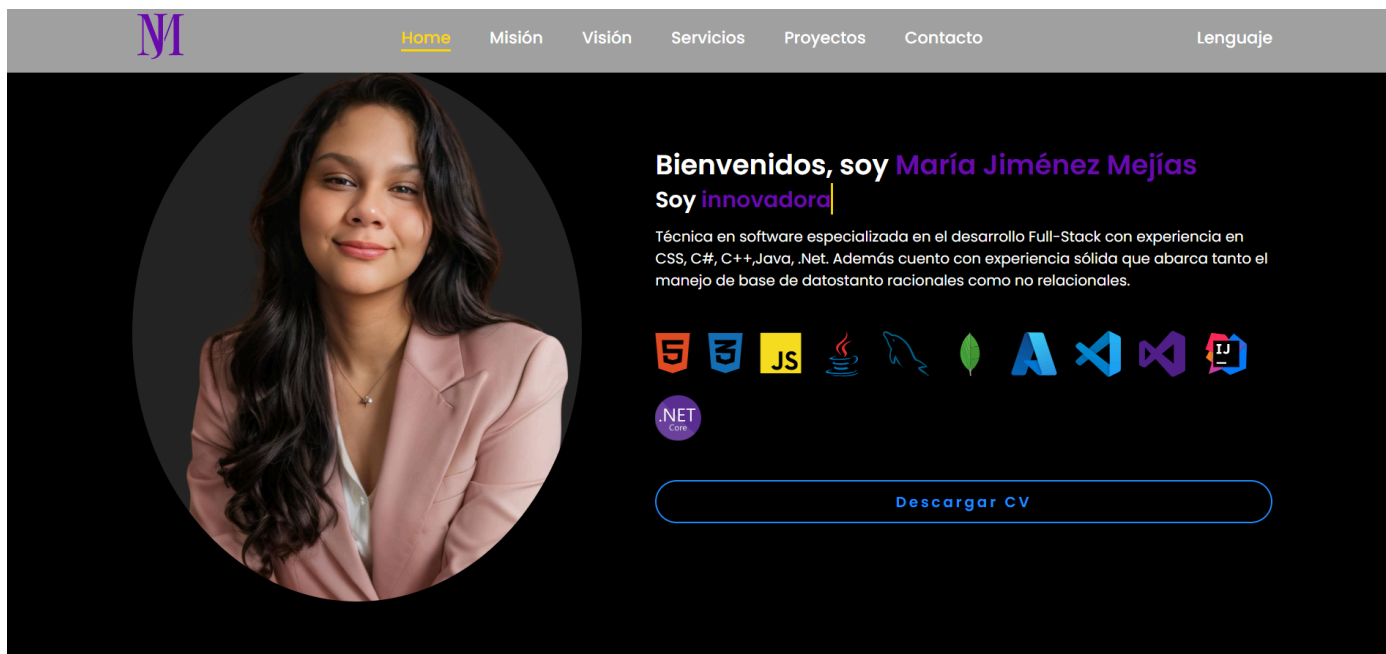 JM
Home Misión Visión Servicios Proyectos Contacto Lenguaje
Bienvenidos, soy María Jiménez Mejías
Soy innovadora
Técnica en software especializada en el desarrollo Full-Stack con experiencia en
CSS, C#, C++,Java, .Net. Además cuento con experiencia sólida que abarca tanto el
manejo de base de datostanto racionales como no relacionales.
5 3 JS IJ
.NET
Core
Descargar CV